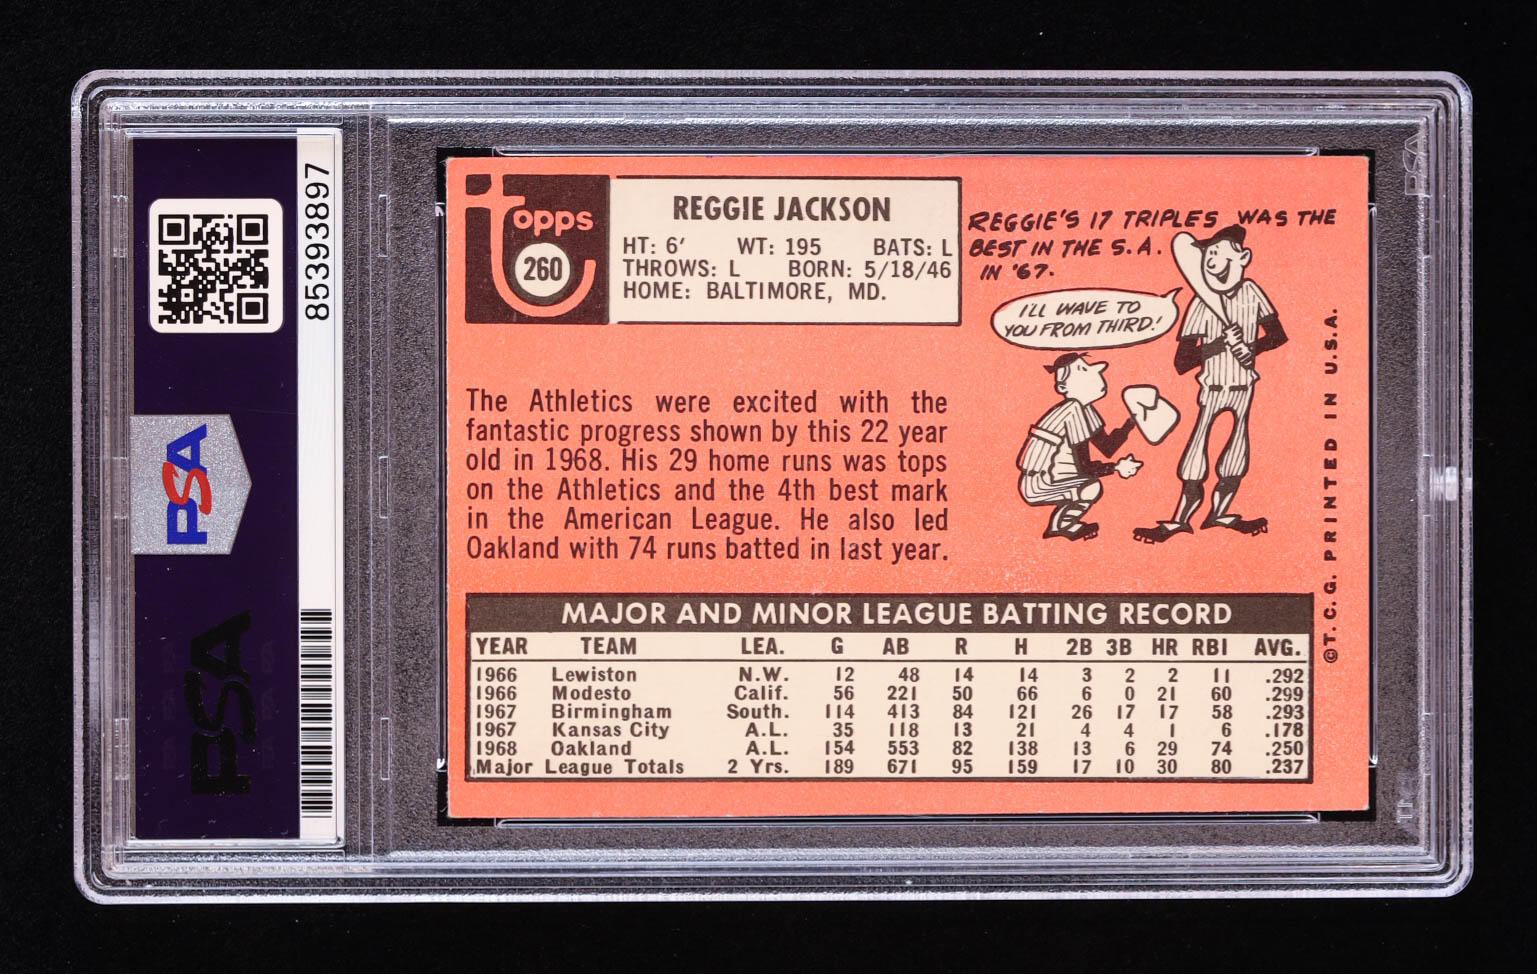 85393897
PSA
PSA
topps
260
REGGIE JACKSON
HT: 6' WT: 195 BATS: L
THROWS: L BORN: 5/18/46
HOME: BALTIMORE, MD.
REGGIE'S 17 TRIPLES WAS THE
BEST IN THE S.A.
IN '67.
I'LL WAVE TO
YOU FROM THIRD!
The Athletics were excited with the
fantastic progress shown by this 22 year
old in 1968. His 29 home runs was tops
on the Athletics and the 4th best mark
in the American League. He also led
Oakland with 74 runs batted in last year.
MAJOR AND MINOR LEAGUE BATTING RECORD
YEAR TEAM LEA. G AB R H 2B 3B HR RBI AVG.
1966 Lewiston N.W. 12 48 14 14 3 2 2 11 .292
1966 Modesto Calif. 56 221 50 66 6 0 21 60 .299
1967 Birmingham South. 114 413 84 121 26 17 17 58 .293
1967 Kansas City A.L. 35 118 13 21 4 4 1 6 .178
1968 Oakland A.L. 154 553 82 138 13 6 29 74 .250
Major League Totals 2 Yrs. 189 671 95 159 17 10 30 80 .237
©T.C.G. PRINTED IN U.S.A.
PSA